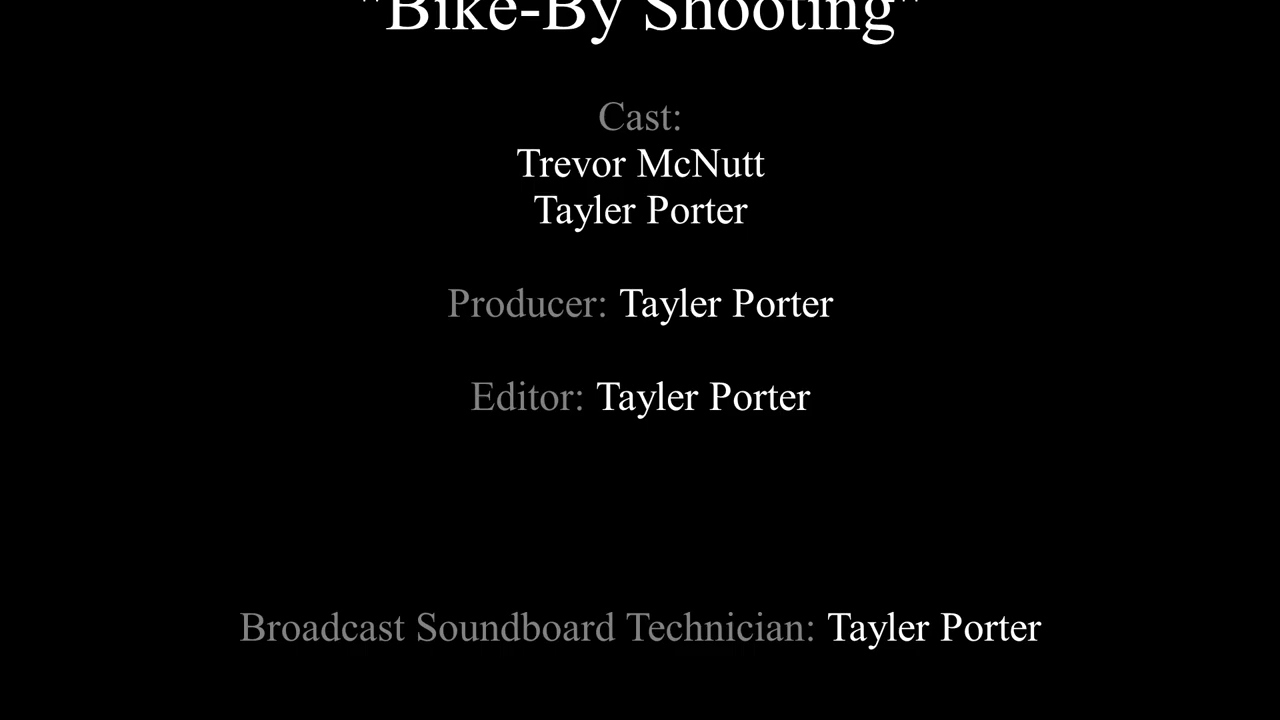 "Bike-By Shooting"
Cast:
Trevor McNutt
Tayler Porter
Producer: Tayler Porter
Editor: Tayler Porter
Broadcast Soundboard Technician: Tayler Porter